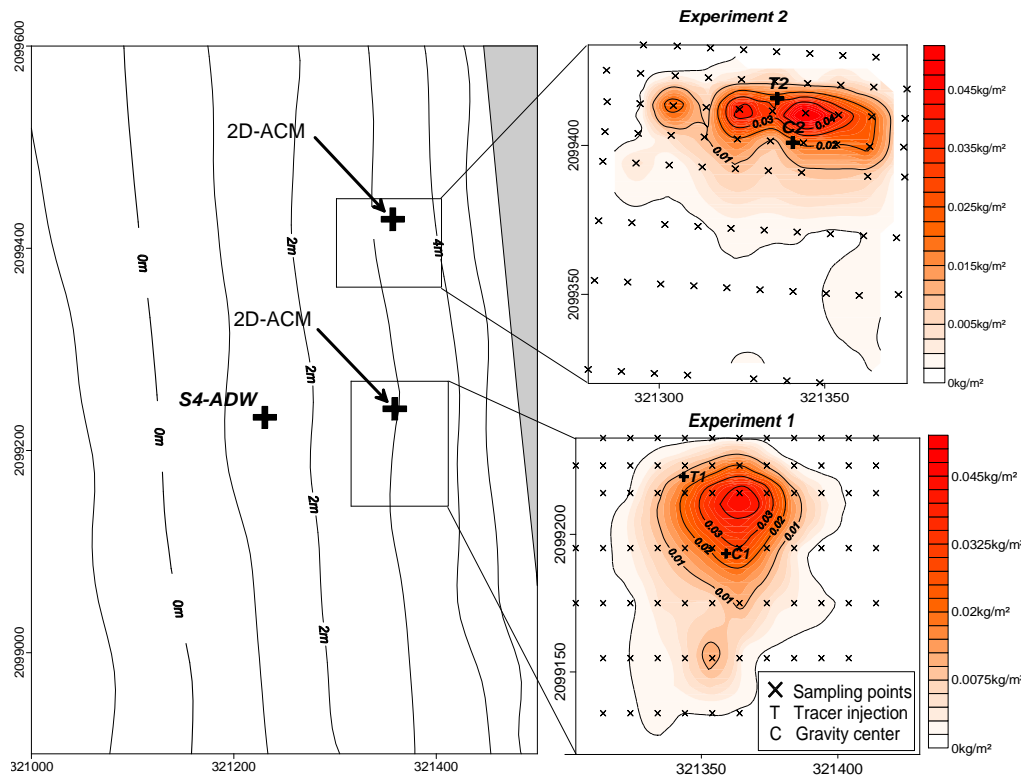 Experiment 2
2099600
2099400
2099200
2099000
321000
321200
321400
2D-ACM
2D-ACM
S4-ADW
0m
0m
0m
2m
2m
2m
4m
T2
C2
0.03
0.04
0.02
0.01
0.01
2099400
2099350
321300
321350
0.045kg/m²
0.035kg/m²
0.025kg/m²
0.015kg/m²
0.005kg/m²
0kg/m²
Experiment 1
T1
C1
0.03
0.03
0.02
0.02
0.01
0.01
0.01
2099200
2099150
321350
321400
0.045kg/m²
0.0325kg/m²
0.02kg/m²
0.0075kg/m²
0kg/m²
Sampling points
T Tracer injection
C Gravity center